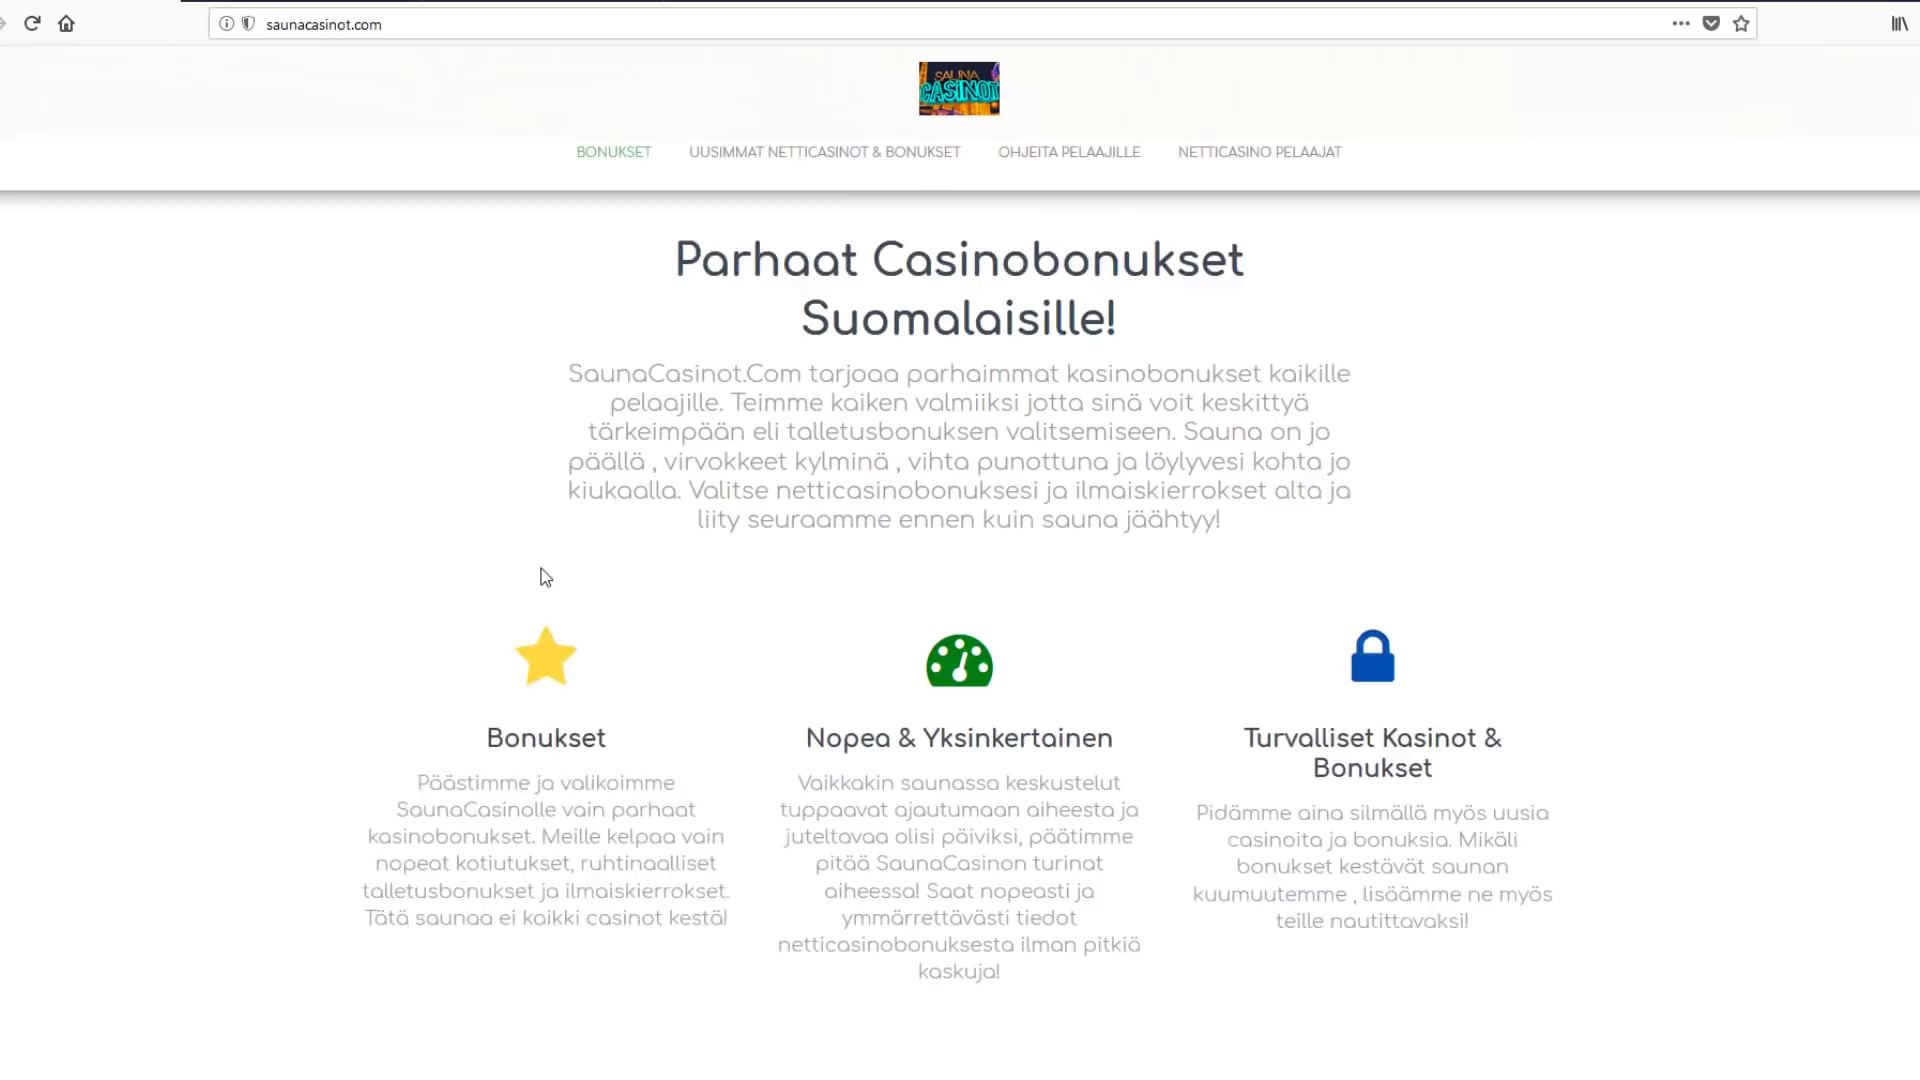 saunacasinot.com
SAUNA
CASINOT
BONUKSET
UUSIMMAT NETTICASINOT & BONUKSET
OHJEITA PELAAJILLE
NETTICASINO PELAAJAT
Parhaat Casinobonukset
Suomalaisille!
SaunaCasinot.Com tarjoaa parhaimmat kasinobonukset kaikille
pelaajille. Teimme kaiken valmiiksi jotta sinä voit keskittyä
tärkeimpään eli talletusbonuksen valitsemiseen. Sauna on jo
päällä , virvokkeet kylminä , vihta punottuna ja löylyvesi kohta jo
kiukaalla. Valitse netticasinobonuksesi ja ilmaiskierrokset alta ja
liity seuraamme ennen kuin sauna jäähtyy!
Bonukset
Päästimme ja valikoimme
SaunaCasinolle vain parhaat
kasinobonukset. Meille kelpaa vain
nopeat kotiutukset, ruhtinaalliset
talletusbonukset ja ilmaiskierrokset.
Tätä saunaa ei kaikki casinot kestä!
Nopea & Yksinkertainen
Vaikkakin saunassa keskustelut
tuppaavat ajautumaan aiheesta ja
juteltavaa olisi päiviksi, päätimme
pitää SaunaCasinon turinat
aiheessa! Saat nopeasti ja
ymmärrettävästi tiedot
netticasinobonuksesta ilman pitkiä
kaskuja!
Turvalliset Kasinot &
Bonukset
Pidämme aina silmällä myös uusia
casinoita ja bonuksia. Mikäli
bonukset kestävät saunan
kuumuutemme , lisäämme ne myös
teille nautittavaksi!